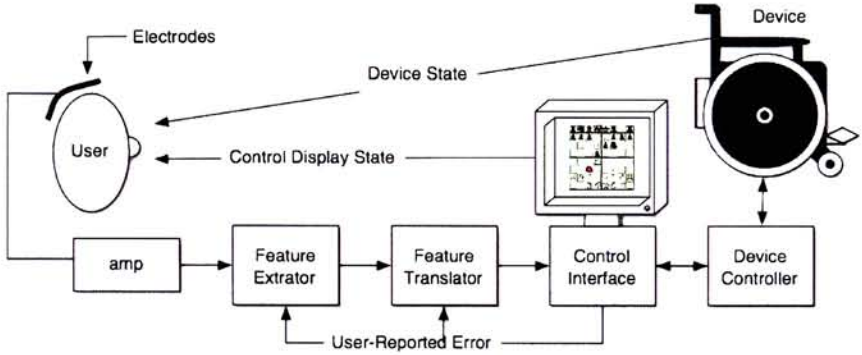 Device
Electrodes
Device State
User
Control Display State
amp
Feature
Extrator
Feature
Translator
Control
Interface
Device
Controller
User-Reported Error